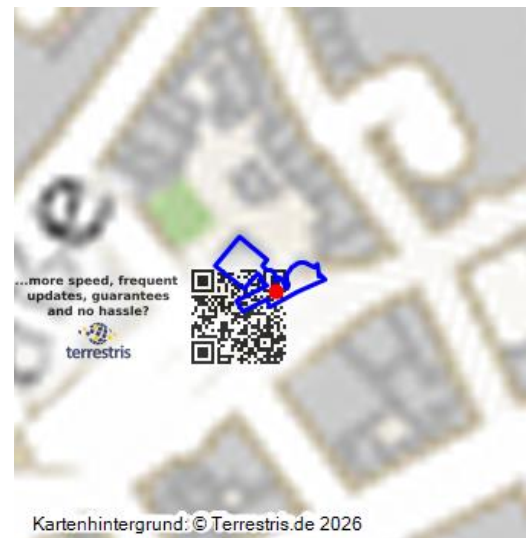 e
...more speed, frequent
updates, guarantees
and no hassle?
terrestris
Kartenhintergrund: © Terrestris.de 2026